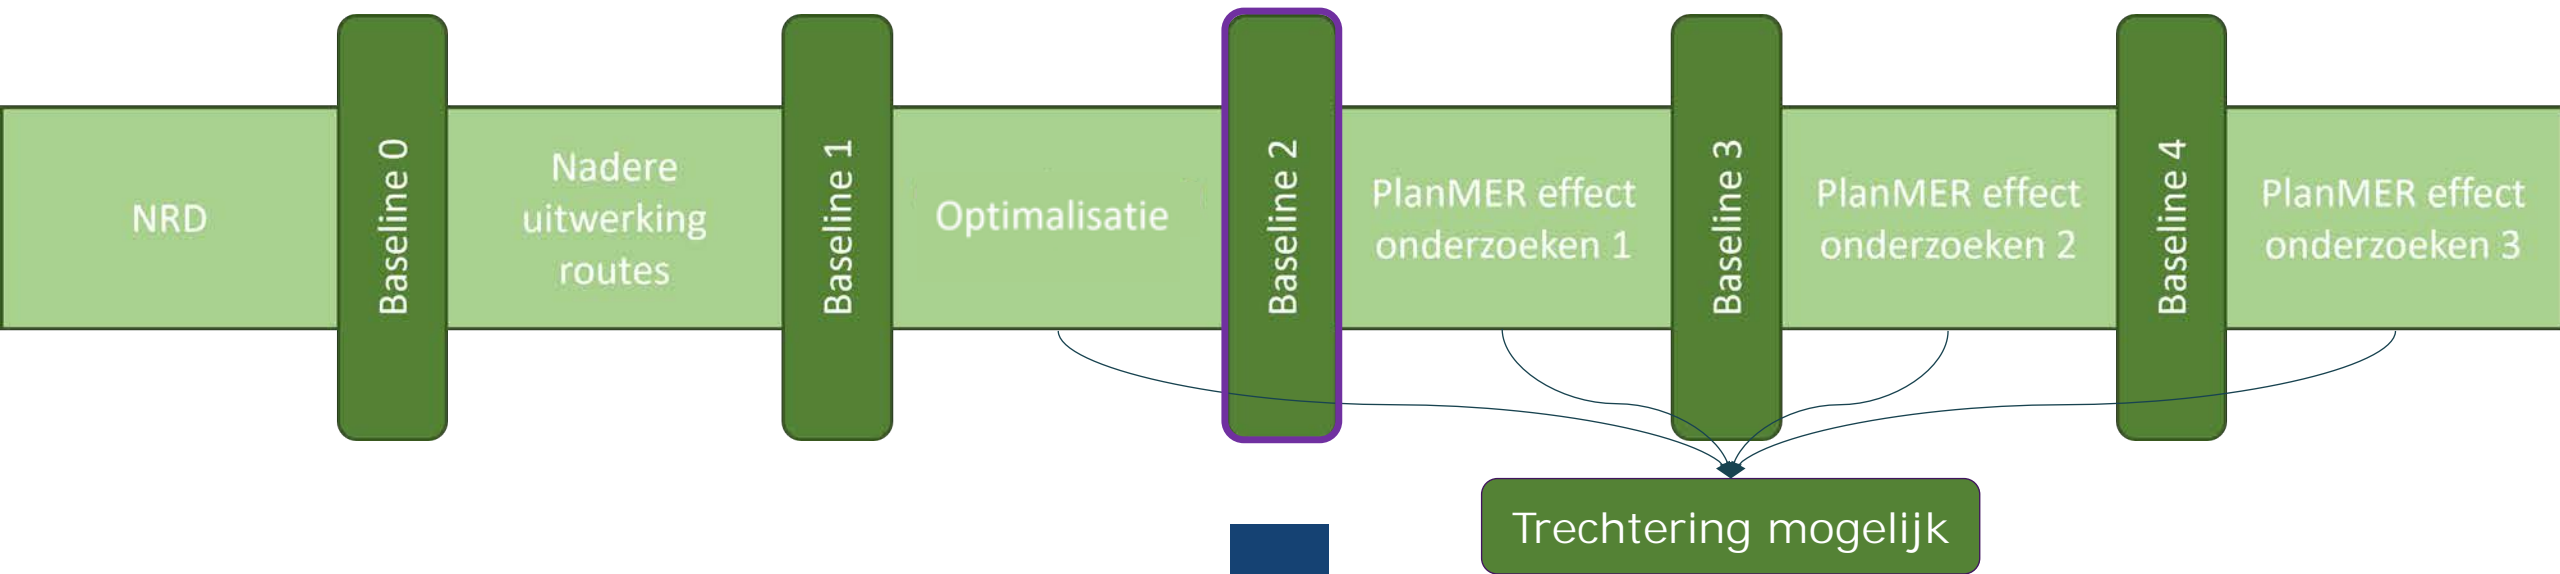 NRD
Baseline 0
Nadere
uitwerking
routes
Baseline 1
Optimalisatie
Baseline 2
PlanMER effect
onderzoeken 1
Baseline 3
PlanMER effect
onderzoeken 2
Baseline 4
PlanMER effect
onderzoeken 3
Trechtering mogelijk